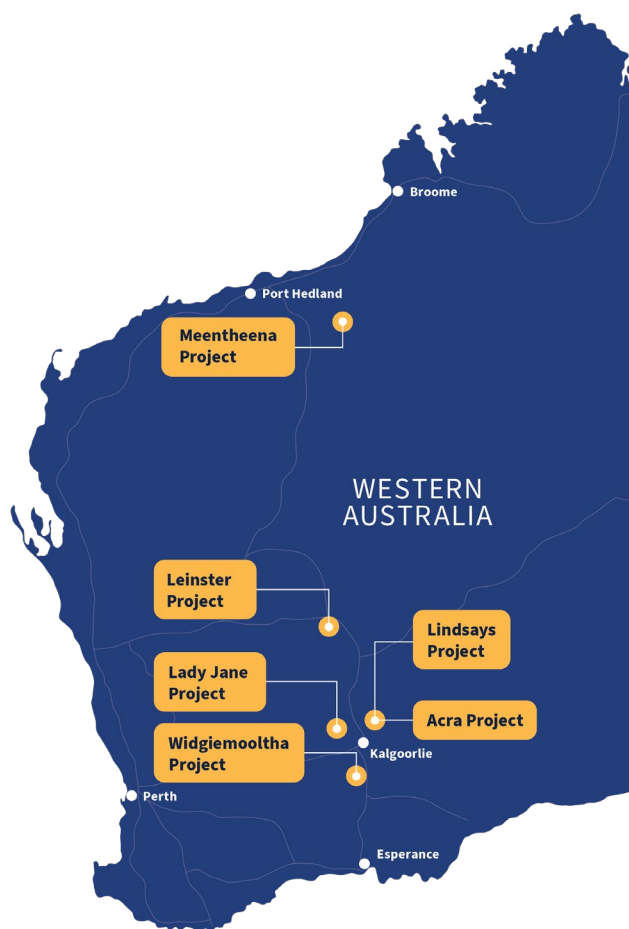 Broome
Port Hedland
Meentheena
Project
WESTERN
AUSTRALIA
Leinster
Project
Lindsays
Project
Lady Jane
Project
Acra Project
Widgiemooltha
Project
Kalgoorlie
Perth
Esperance